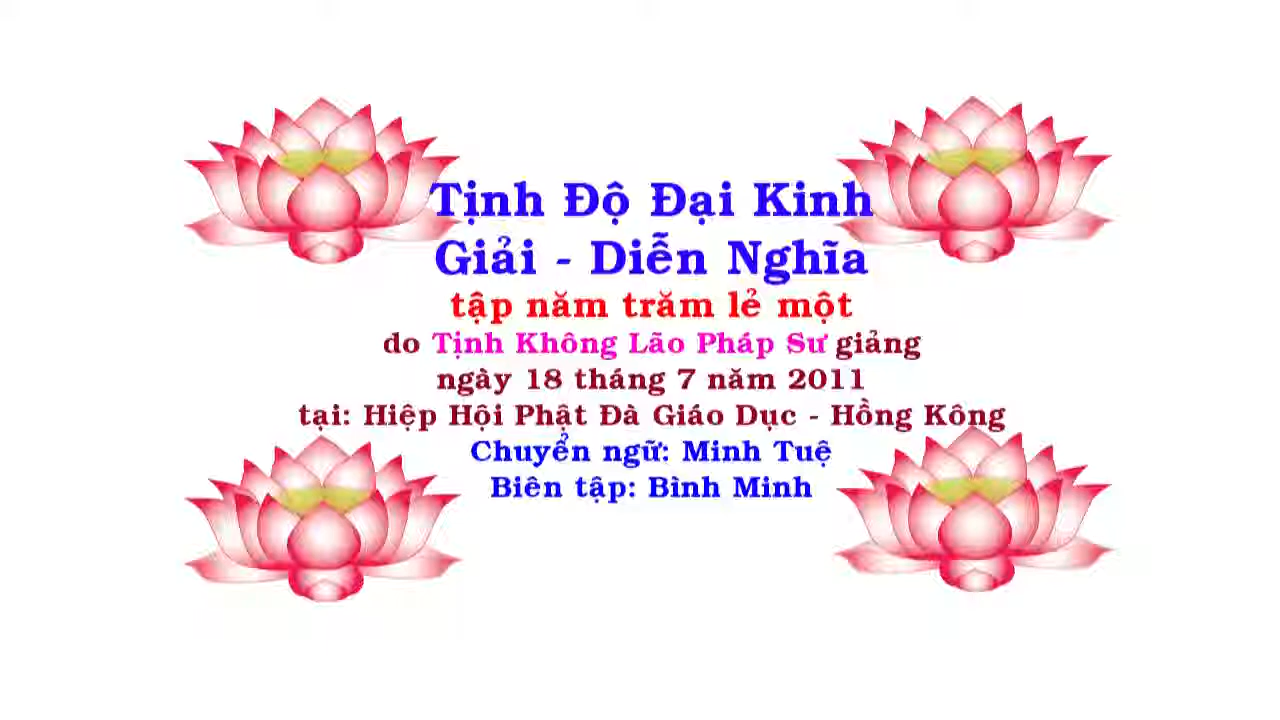 Tịnh Độ Đại Kinh
Giải - Diễn Nghĩa
tập năm trăm lẻ một
do Tịnh Không Lão Pháp Sư giảng
ngày 18 tháng 7 năm 2011
tại: Hiệp Hội Phật Đà Giáo Dục - Hồng Kông
Chuyển ngữ: Minh Tuệ
Biên tập: Bình Minh